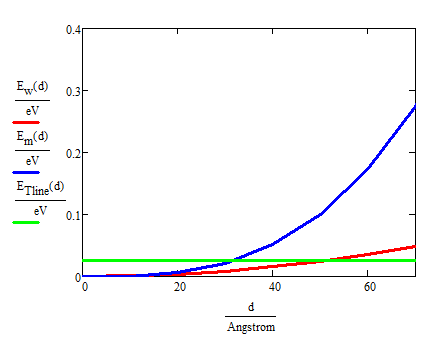 0.4
0.3
0.2
0.1
0
E_w(d)
eV
E_m(d)
eV
E_Tline(d)
eV
0 20 40 60
d
Angstrom